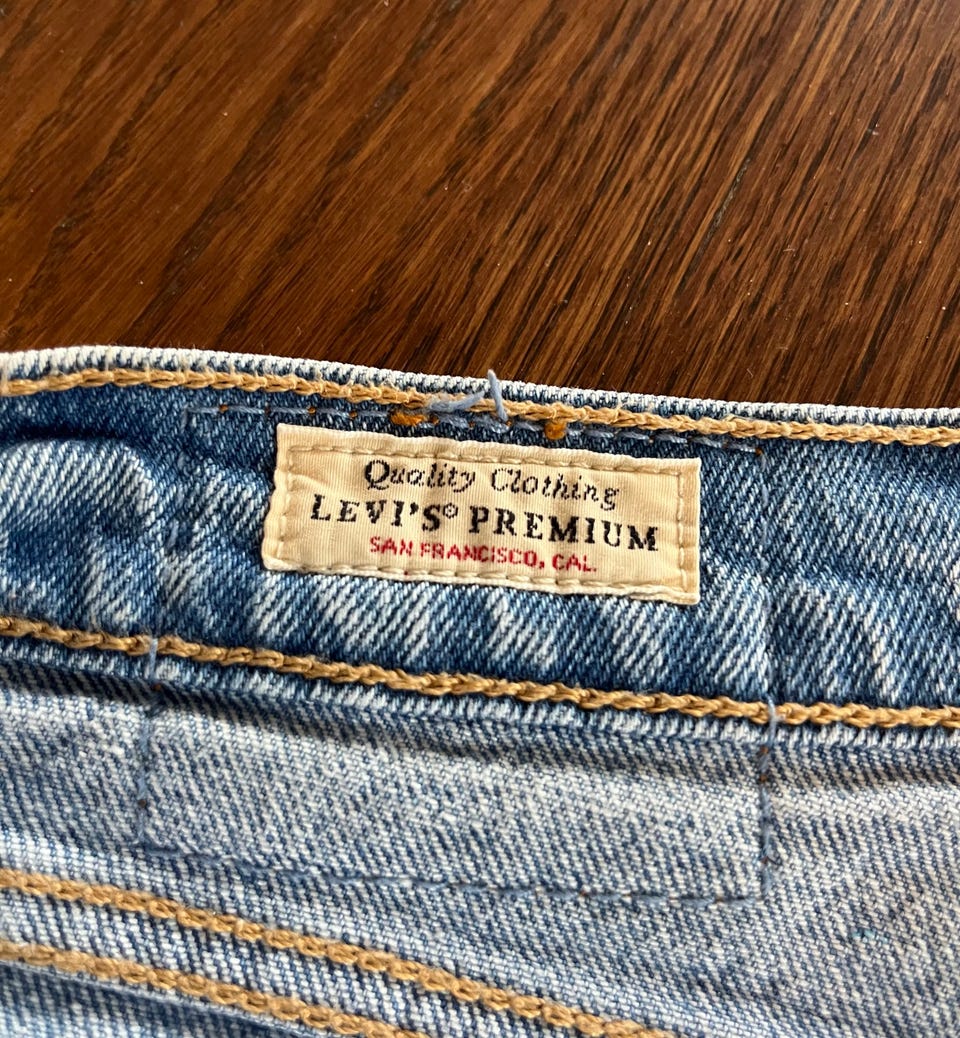 Quality Clothing
LEVI'S® PREMIUM
SAN FRANCISCO, CAL.